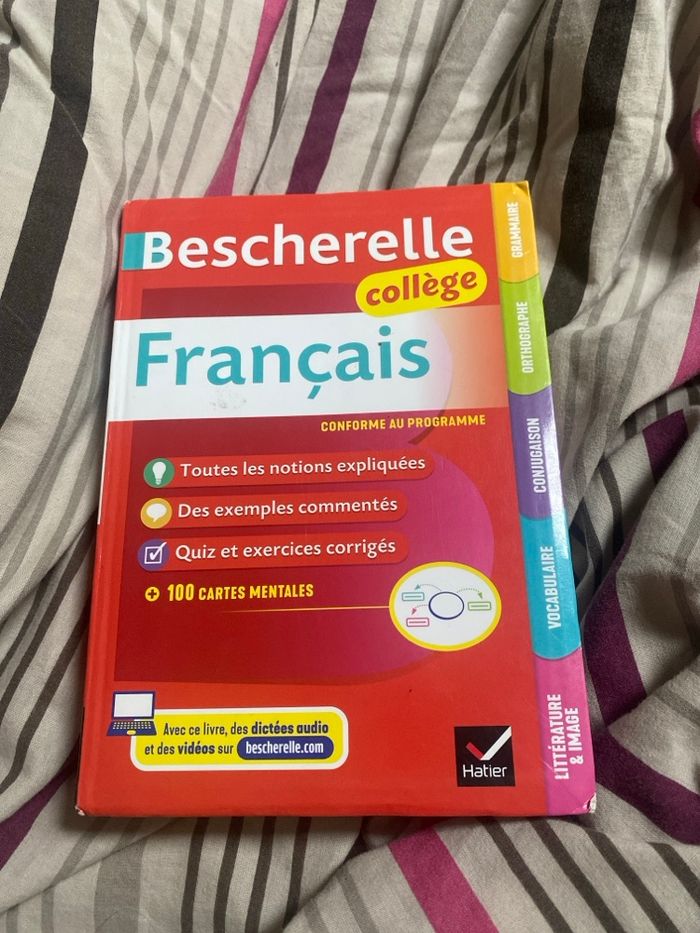 Bescherelle
collège
Français
CONFORME AU PROGRAMME
Toutes les notions expliquées
Des exemples commentés
Quiz et exercices corrigés
+ 100 CARTES MENTALES
Avec ce livre, des dictées audio
et des vidéos sur bescherelle.com
Hatier
GRAMMAIRE
ORTHOGRAPHE
CONJUGAISON
VOCABULAIRE
LITTÉRATURE
& IMAGE